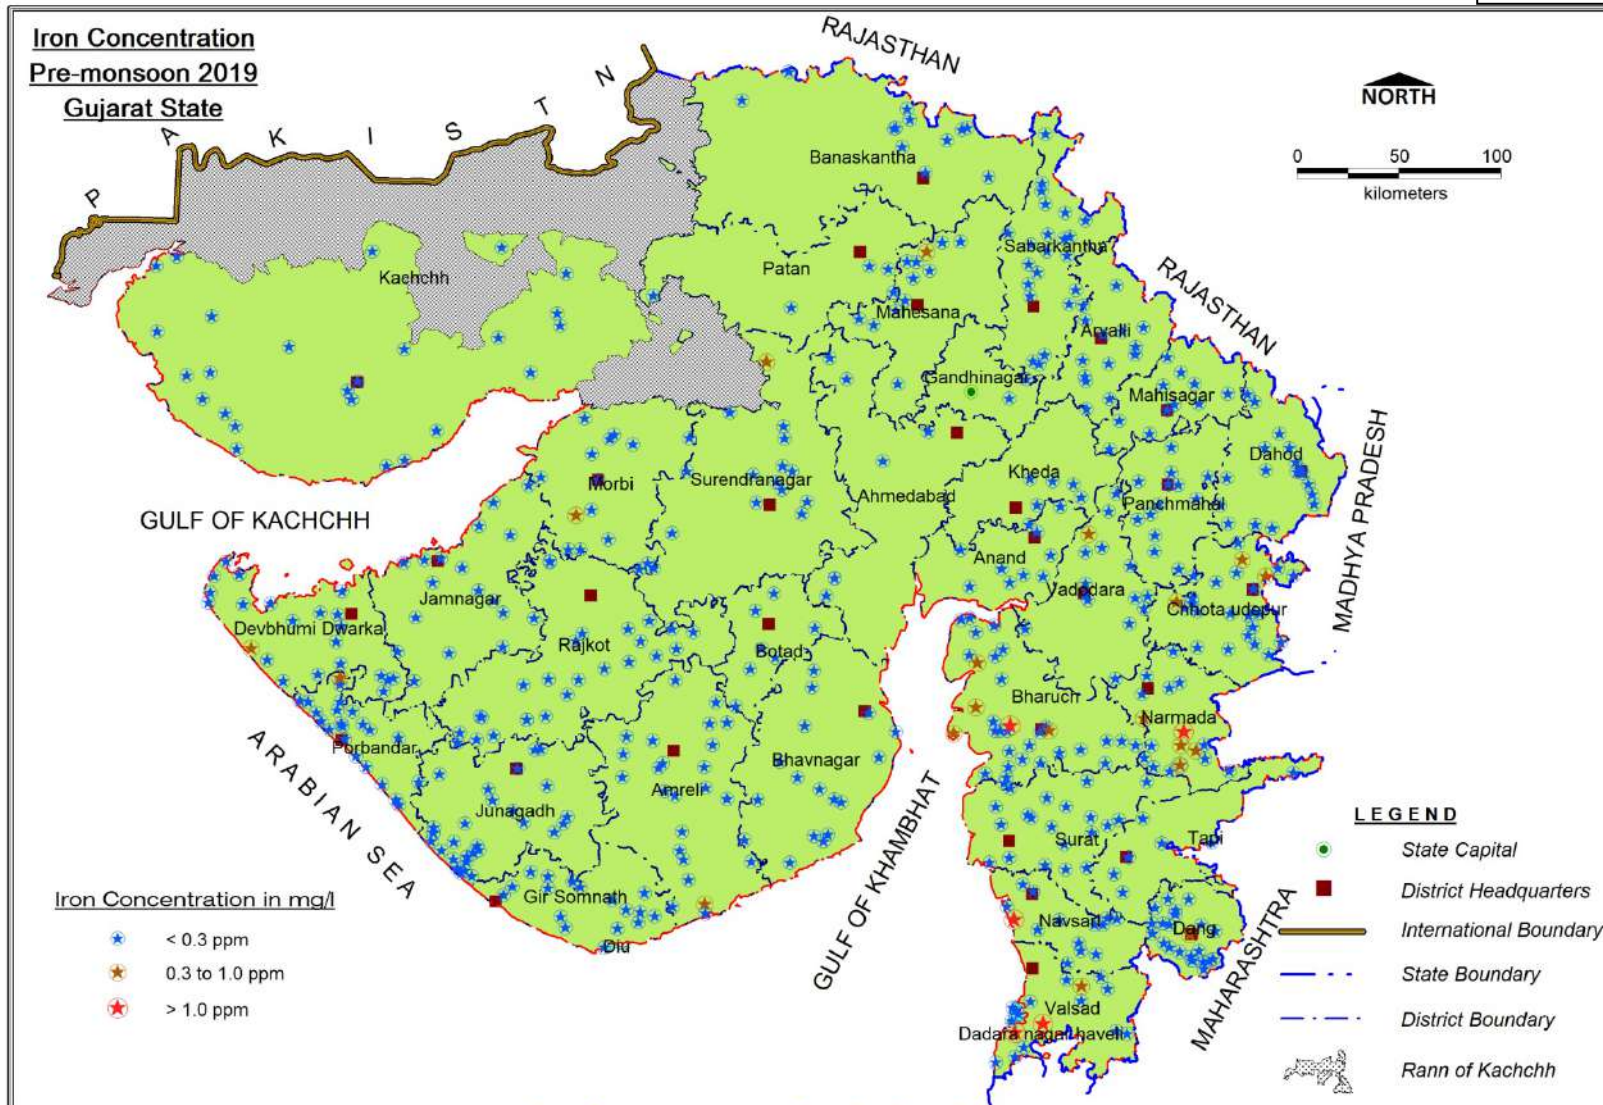 Iron Concentration
Pre-monsoon 2019
Gujarat State
RAJASTHAN
NORTH
0 50 100
kilometers
P A K I S T N
Banaskantha
Kachchh
Patan
Sabarkantha
RAJASTHAN
Mahesana
Arvalli
Gandhinagar
Mahisagar
Dahod
Morbi
Surendranagar
Kheda
Ahmedabad
Panchmahal
MADHYA PRADESH
GULF OF KACHCHH
Anand
Jamnagar
Vadodara
Chhota udepur
Devbhumi Dwarka
Rajkot
Botad
Bharuch
Narmada
Porbandar
Bhavnagar
Amreli
Junagadh
ARABIAN SEA
GULF OF KHAMBHAT
Surat
Tapi
Gir Somnath
Diu
Navsari
Dang
MAHARASHTRA
Valsad
Dadara nagar haveli
Iron Concentration in mg/l
< 0.3 ppm
0.3 to 1.0 ppm
> 1.0 ppm
LEGEND
State Capital
District Headquarters
International Boundary
State Boundary
District Boundary
Rann of Kachchh